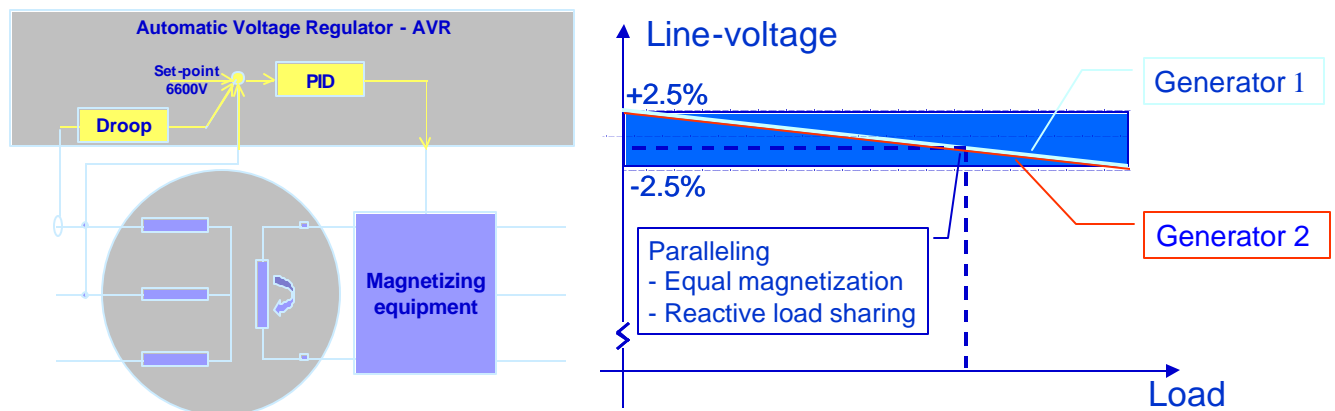 Automatic Voltage Regulator - AVR
Set-point
6600V
PID
Droop
Magnetizing
equipment
Line-voltage
+2.5%
-2.5%
Generator 1
Generator 2
Paralleling
- Equal magnetization
- Reactive load sharing
Load